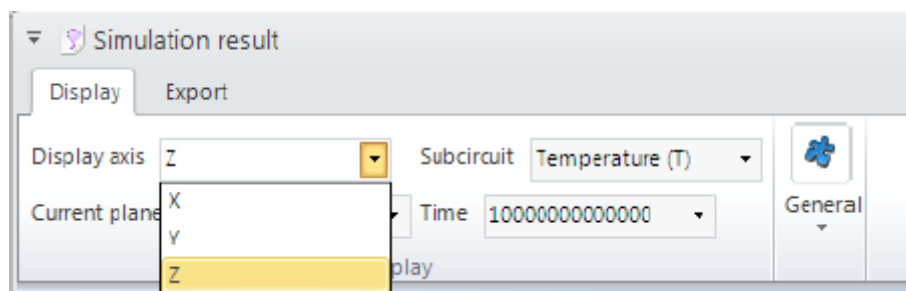 Simulation result
Display Export
Display axis Z Subcircuit Temperature (T)
Current plane Time 10000000000000 General
X
Y
Z
play